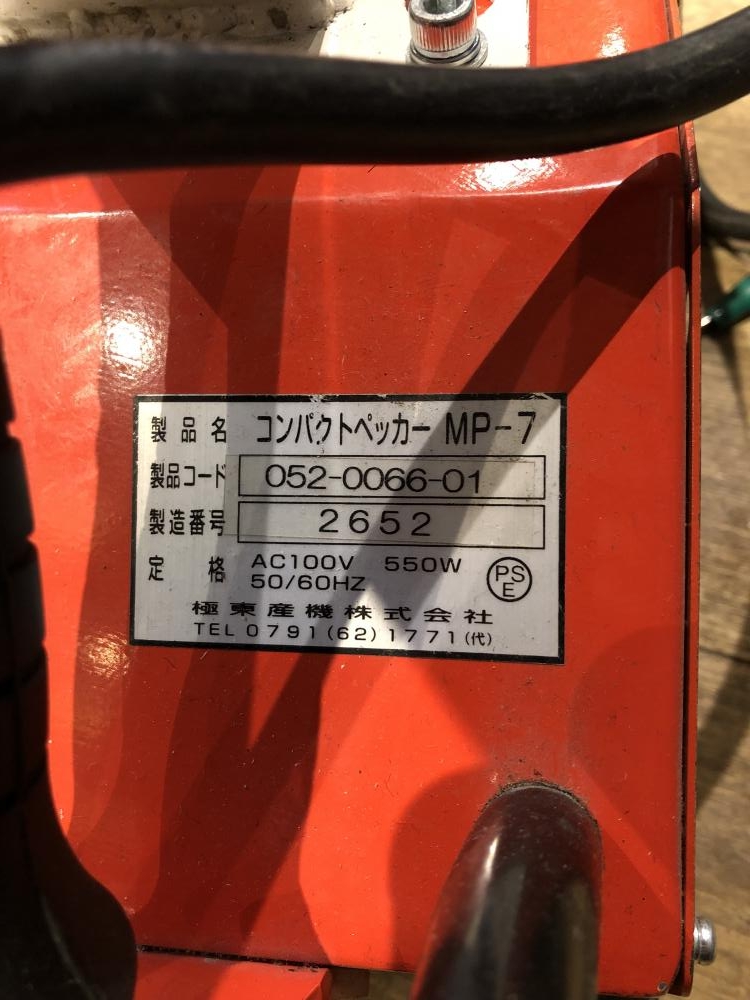 製品名 コンパクトペッカー MP-7
製品コード 052-0066-01
製造番号 2652
定格 AC100V 550W
50/60HZ
PSE
極東産機株式会社
TEL 0791(62)1771(代)